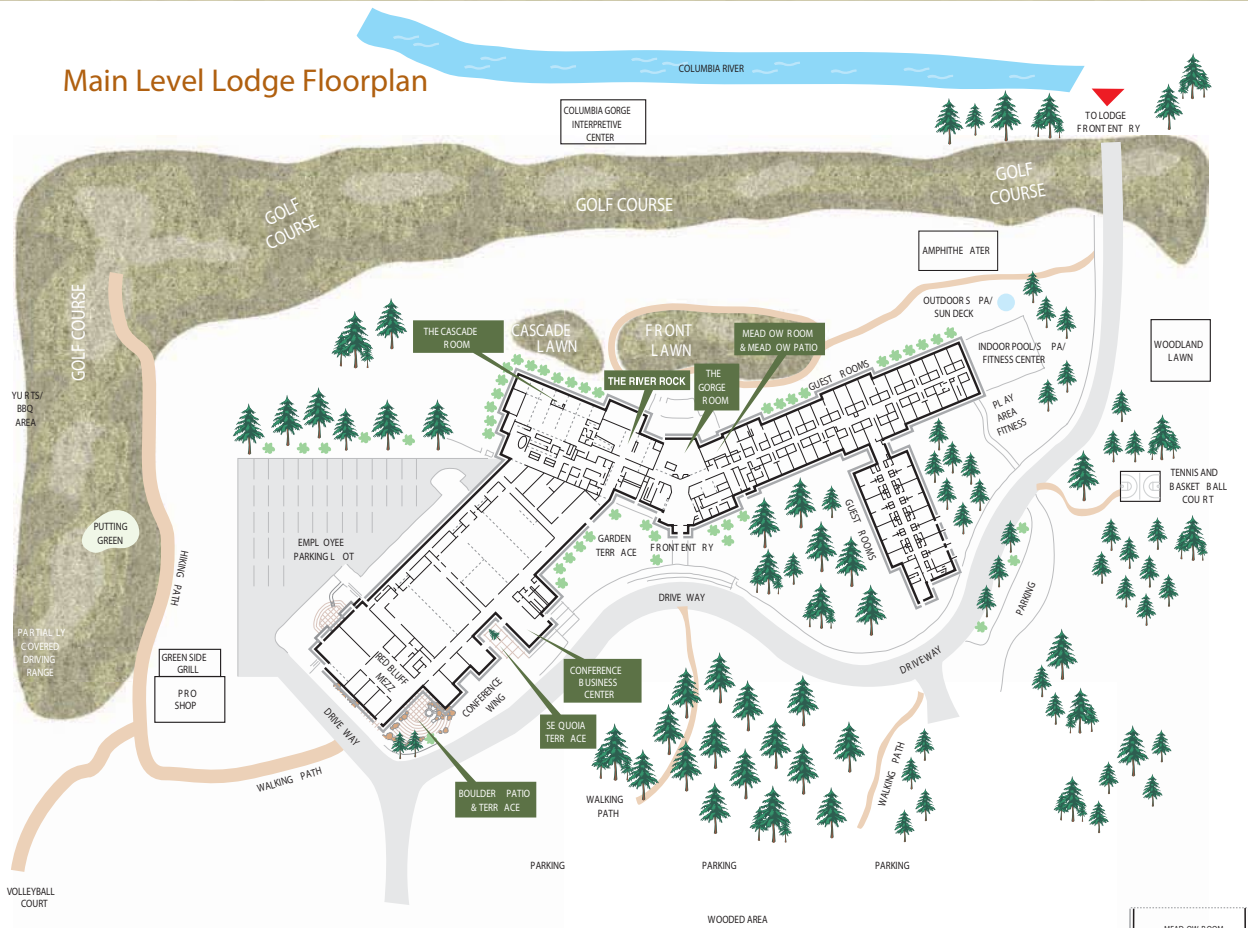 Main Level Lodge Floorplan
COLUMBIA RIVER
COLUMBIA GORGE
INTERPRETIVE
CENTER
TO LODGE
FRONT ENT RY
GOLF
COURSE
GOLF COURSE
GOLF
COURSE
GOLF COURSE
AMPHITHE ATER
OUTDOOR S PA/
SUN DECK
INDOOR POOL/S PA/
FITNESS CENTER
WOODLAND
LAWN
THE CASCADE
ROOM
CASCADE
LAWN
FRONT
LAWN
MEAD OW ROOM
& MEAD OW PATIO
THE RIVER ROCK
THE
GORGE
ROOM
GUEST ROOMS
PL AY
AREA
FITNESS
YU RTS/
BBQ
AREA
TENNIS AND
B ASKET BALL
COU RT
GUEST ROOMS
PUTTING
GREEN
EMPL OYEE
PARKING L OT
GARDEN
TERR ACE
FRONT ENT RY
HIKING PATH
DRIVE WAY
PARKING
PARTIAL LY
COVERED
DRIVING
RANGE
GREEN SIDE
GRILL
PRO
SHOP
RED BLUFF
MEZZ
CONFERENCE
WING
CONFERENCE
BUSINESS
CENTER
DRIVEWAY
SE QUOIA
TERR ACE
DRIVE WAY
WALKING PATH
BOULDER PATIO
& TERR ACE
WALKING
PATH
WALKING PATH
PARKING
PARKING
PARKING
VOLLEYBALL
COURT
WOODED AREA
MEAD OW ROOM